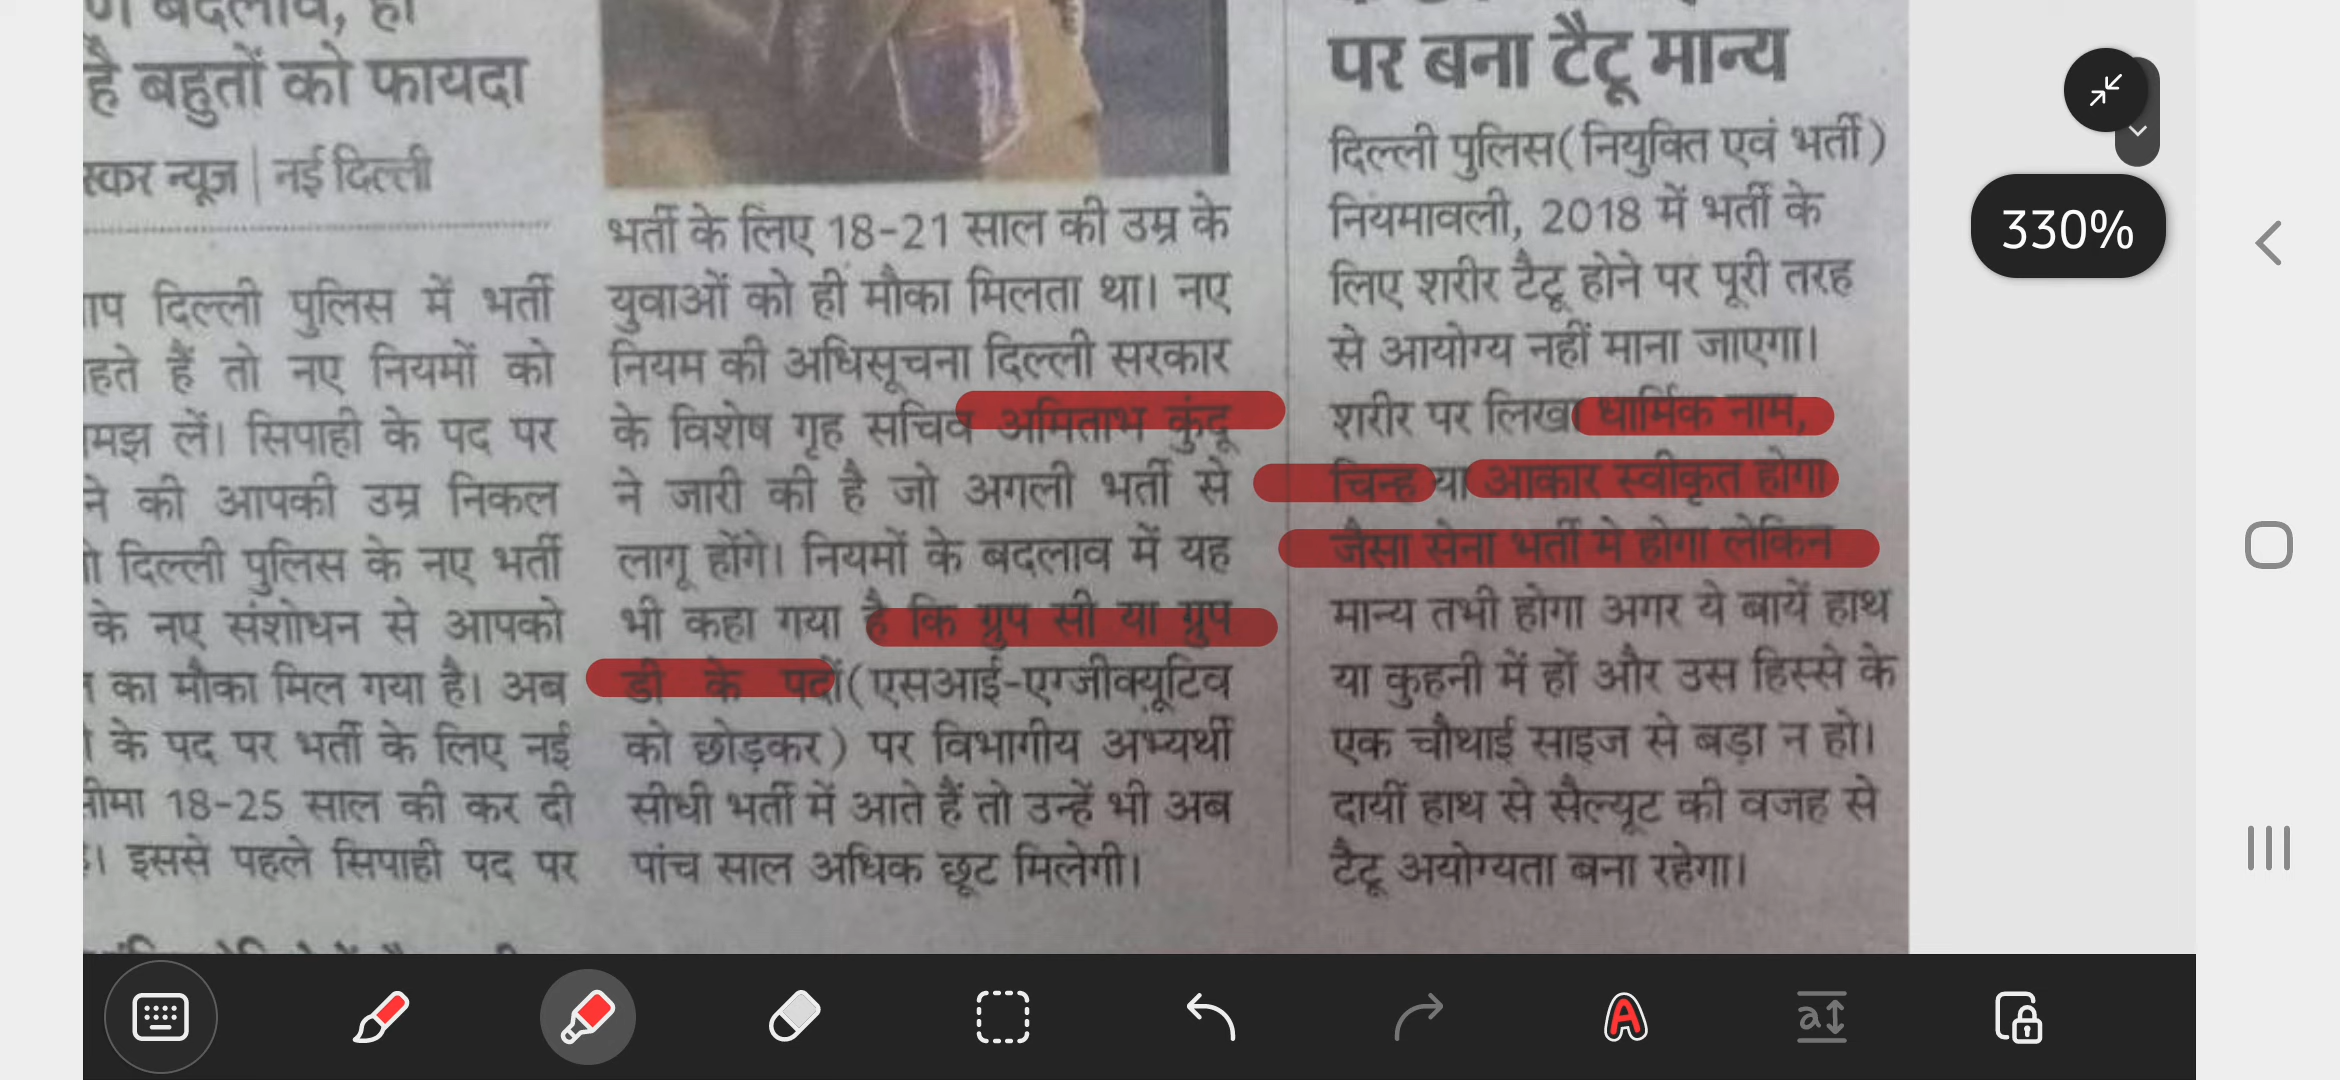 बदलाव, हो
है बहुतों को फायदा
स्कर न्यूज | नई दिल्ली
दिल्ली पुलिस में भर्ती
हते हैं तो नए नियमों को
मझ लें। सिपाही के पद पर
ने की आपकी उम्र निकल
दिल्ली पुलिस के नए भर्ती
के नए संशोधन से आपको
का मौका मिल गया है। अब
के पद पर भर्ती के लिए नई
सीमा 18-25 साल की कर दी
है। इससे पहले सिपाही पद पर
भर्ती के लिए 18-21 साल की उम्र के
युवाओं को ही मौका मिलता था। नए
नियम की अधिसूचना दिल्ली सरकार
के विशेष गृह सचिव अमिताभ कुंदू
ने जारी की है जो अगली भर्ती से
लागू होंगे। नियमों के बदलाव में यह
भी कहा गया है कि ग्रुप सी या ग्रुप
डी के पदों(एसआई-एग्जीक्यूटिव
को छोड़कर) पर विभागीय अभ्यर्थी
सीधी भर्ती में आते हैं तो उन्हें भी अब
पांच साल अधिक छूट मिलेगी।
पर बना टैटू मान्य
दिल्ली पुलिस(नियुक्ति एवं भर्ती)
नियमावली, 2018 में भर्ती के
लिए शरीर टैटू होने पर पूरी तरह
से आयोग्य नहीं माना जाएगा।
शरीर पर लिखा धार्मिक नाम,
चिन्ह या आकार स्वीकृत होगा
जैसा सेना भर्ती मे होगा लेकिन
मान्य तभी होगा अगर ये बायें हाथ
या कुहनी में हों और उस हिस्से के
एक चौथाई साइज से बड़ा न हो।
दायीं हाथ से सैल्यूट की वजह से
टैटू अयोग्यता बना रहेगा।
330%